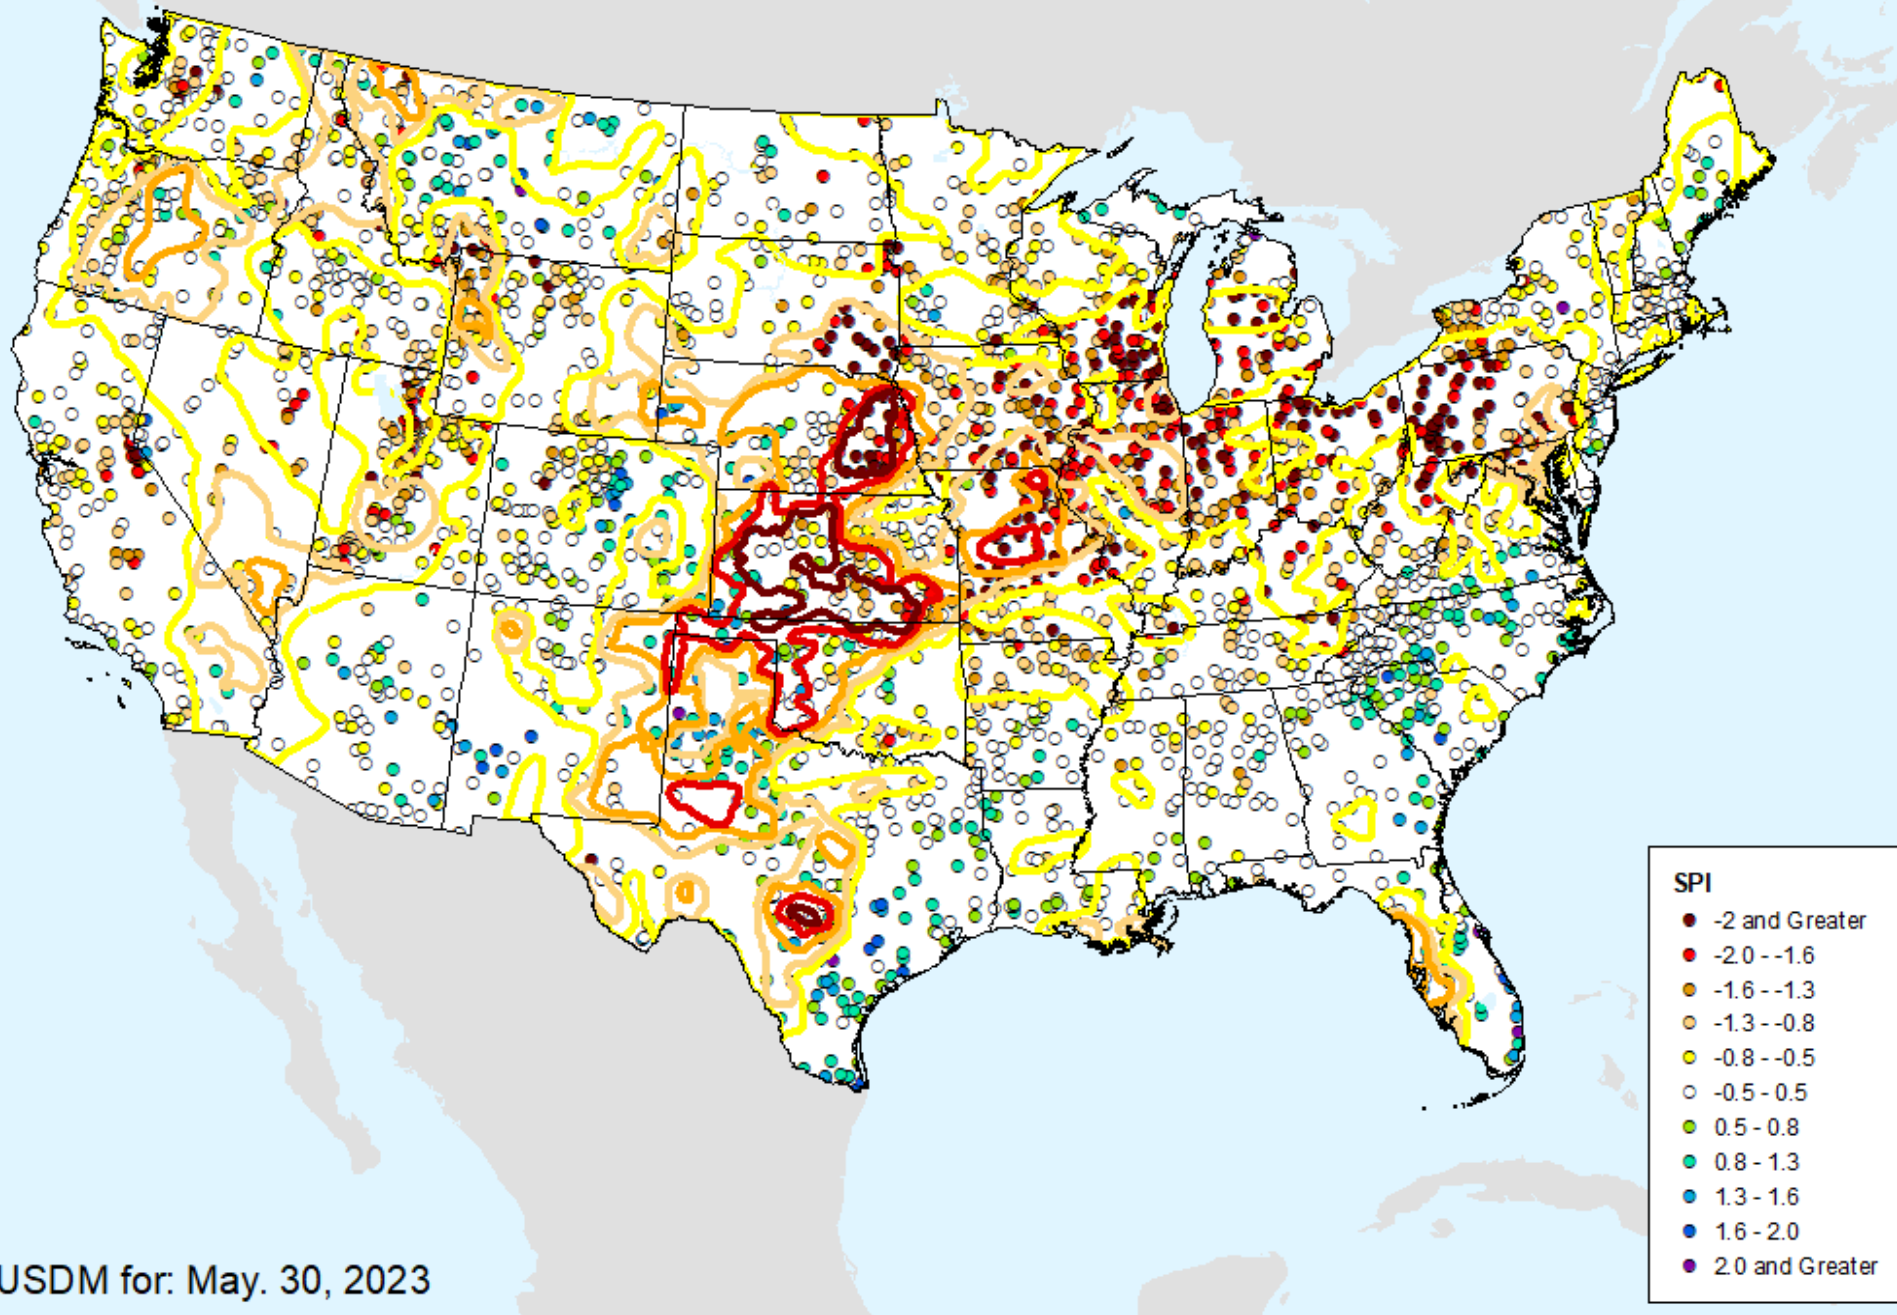 SPI
-2 and Greater
-2.0 - -1.6
-1.6 - -1.3
-1.3 - -0.8
-0.8 - -0.5
-0.5 - 0.5
0.5 - 0.8
0.8 - 1.3
1.3 - 1.6
1.6 - 2.0
2.0 and Greater
USDM for: May. 30, 2023